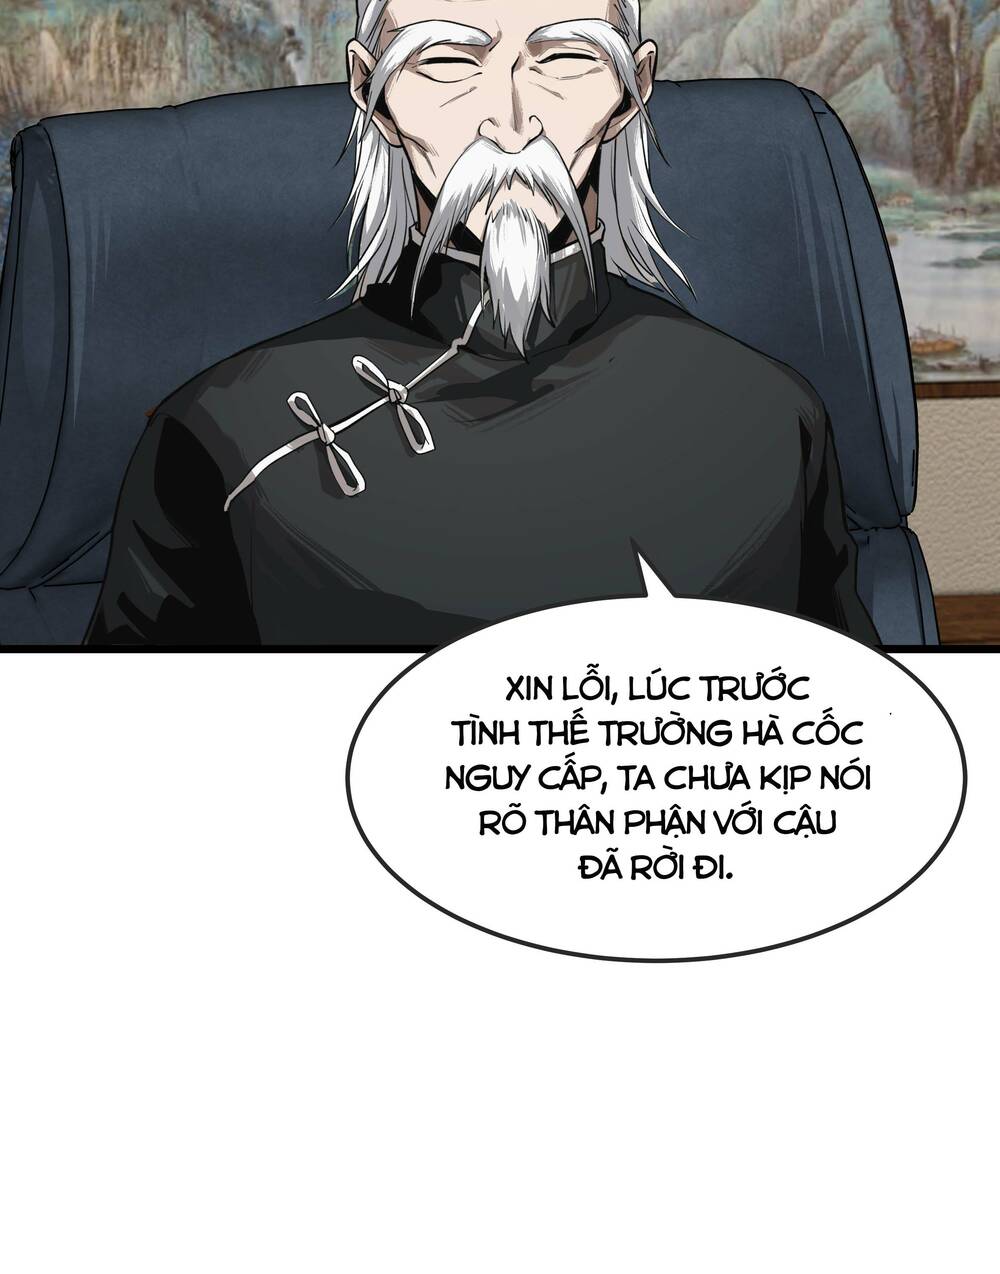 XIN LỖI, LÚC TRƯỚC
TÌNH THẾ TRƯỜNG HÀ CỐC
NGUY CẤP, TA CHƯA KỊP NÓI
RÕ THÂN PHẬN VỚI CẬU
ĐÃ RỜI ĐI.